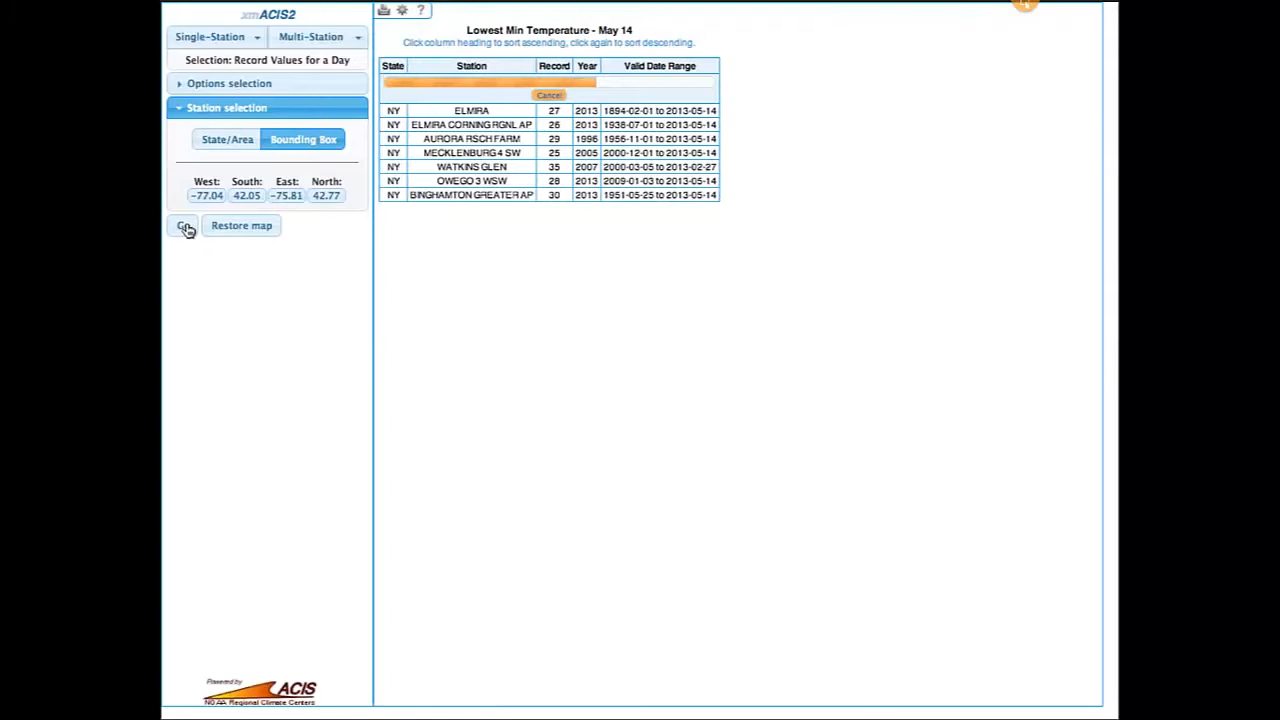 xmACIS2
Single-Station Multi-Station
Selection: Record Values for a Day
Options selection
Station selection
State/Area Bounding Box
West: South: East: North:
-77.04 42.05 -75.81 42.77
Restore map
Powered by
ACIS
NOAA Regional Climate Centers
?
Lowest Min Temperature - May 14
Click column heading to sort ascending, click again to sort descending.
State Station Record Year Valid Date Range
Cancel
NY ELMIRA 27 2013 1894-02-01 to 2013-05-14
NY ELMIRA CORNING RGNL AP 26 2013 1938-07-01 to 2013-05-14
NY AURORA RSCH FARM 29 1996 1956-11-01 to 2013-05-14
NY MECKLENBURG 4 SW 25 2005 2000-12-01 to 2013-05-14
NY WATKINS GLEN 35 2007 2000-03-05 to 2013-02-27
NY OWEGO 3 WSW 28 2013 2009-01-03 to 2013-05-14
NY BINGHAMTON GREATER AP 30 2013 1951-05-25 to 2013-05-14